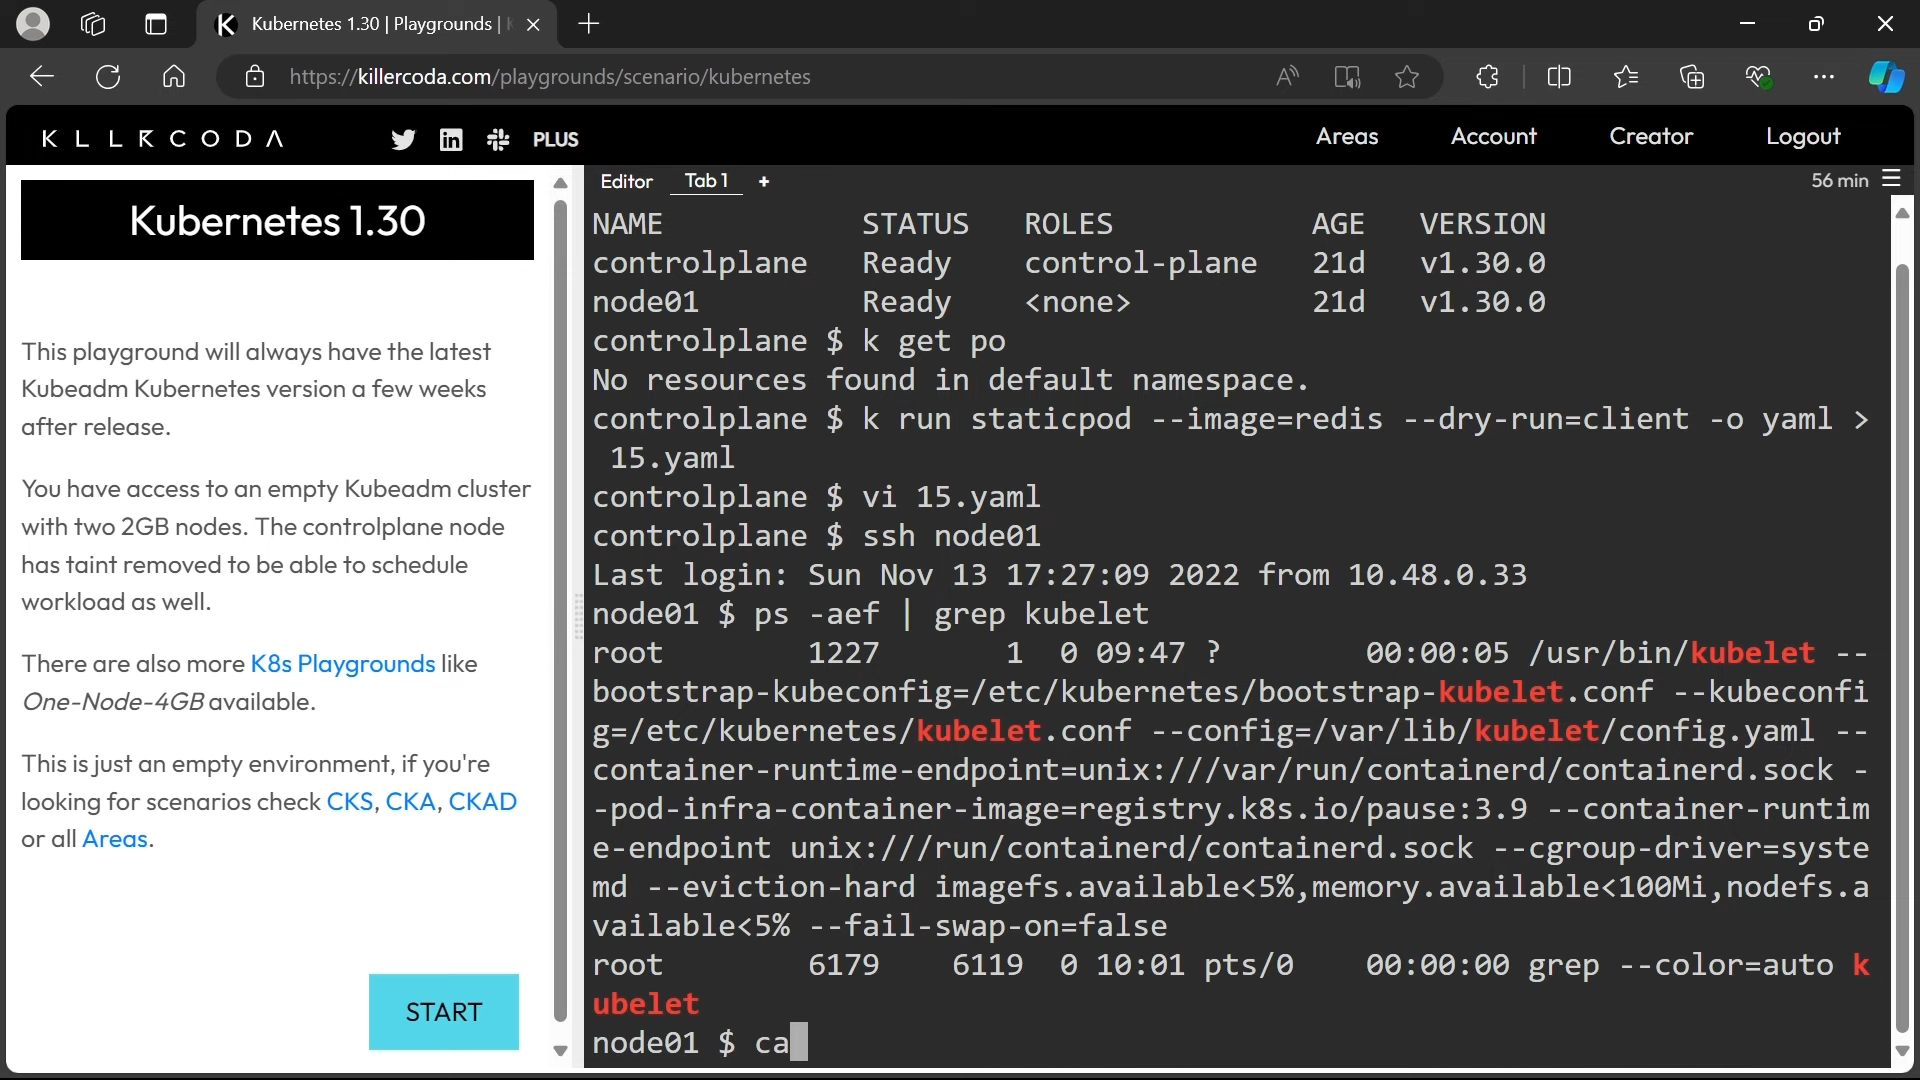 Kubernetes 1.30 | Playgrounds |
https://killercoda.com/playgrounds/scenario/kubernetes
PLUS
Areas
Account
Creator
Logout
Kubernetes 1.30
This playground will always have the latest
Kubeadm Kubernetes version a few weeks
after release.
You have access to an empty Kubeadm cluster
with two 2GB nodes. The controlplane node
has taint removed to be able to schedule
workload as well.
There are also more K8s Playgrounds like
One-Node-4GB available.
This is just an empty environment, if you're
looking for scenarios check CKS, CKA, CKAD
or all Areas.
START
Editor
Tab 1
+
56 min
NAME STATUS ROLES AGE VERSION
controlplane Ready control-plane 21d v1.30.0
node01 Ready <none> 21d v1.30.0
controlplane $ k get po
No resources found in default namespace.
controlplane $ k run staticpod --image=redis --dry-run=client -o yaml >
15.yaml
controlplane $ vi 15.yaml
controlplane $ ssh node01
Last login: Sun Nov 13 17:27:09 2022 from 10.48.0.33
node01 $ ps -aef | grep kubelet
root 1227 1 0 09:47 ? 00:00:05 /usr/bin/kubelet --
bootstrap-kubeconfig=/etc/kubernetes/bootstrap-kubelet.conf --kubeconfi
g=/etc/kubernetes/kubelet.conf --config=/var/lib/kubelet/config.yaml --
container-runtime-endpoint=unix:///var/run/containerd/containerd.sock -
-pod-infra-container-image=registry.k8s.io/pause:3.9 --container-runtim
e-endpoint unix:///run/containerd/containerd.sock --cgroup-driver=syste
md --eviction-hard imagefs.available<5%,memory.available<100Mi,nodefs.a
vailable<5% --fail-swap-on=false
root 6179 6119 0 10:01 pts/0 00:00:00 grep --color=auto k
ubelet
node01 $ ca